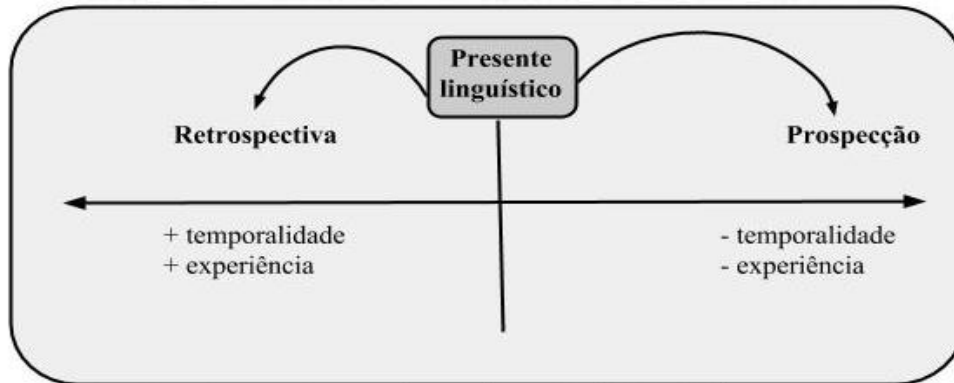 Presente
linguístico
Retrospectiva
Prospecção
+ temporalidade
+ experiência
- temporalidade
- experiência